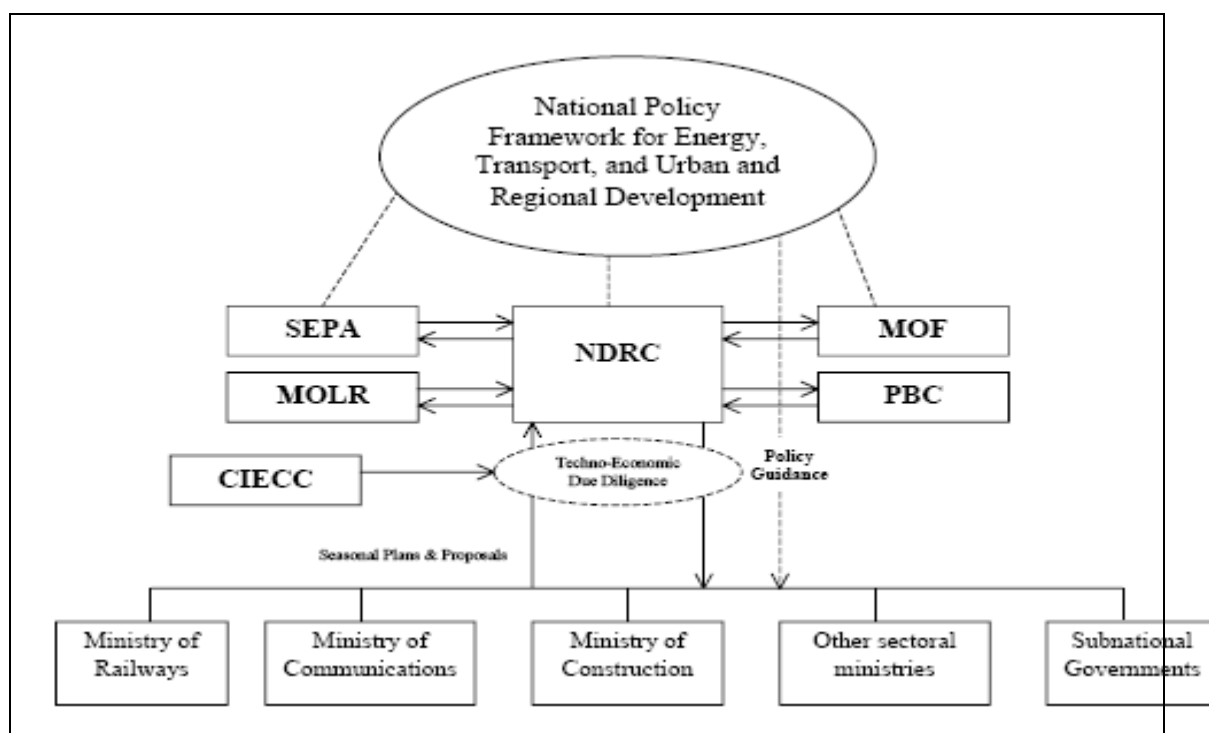 National Policy
Framework for Energy,
Transport, and Urban and
Regional Development
SEPA
NDRC
MOF
MOLR
PBC
CIECC
Techno-Economic
Due Diligence
Policy
Guidance
Seasonal Plans & Proposals
Ministry of
Railways
Ministry of
Communications
Ministry of
Construction
Other sectoral
ministries
Subnational
Governments